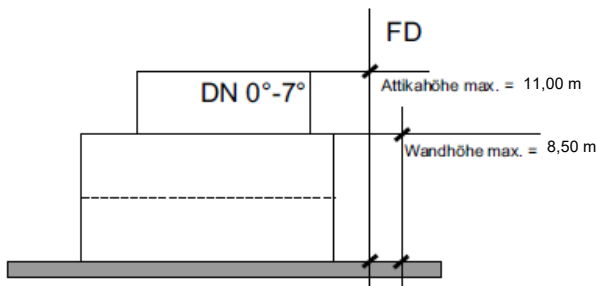 FD
DN 0°-7°
Attikahöhe max. = 11,00 m
Wandhöhe max. = 8,50 m